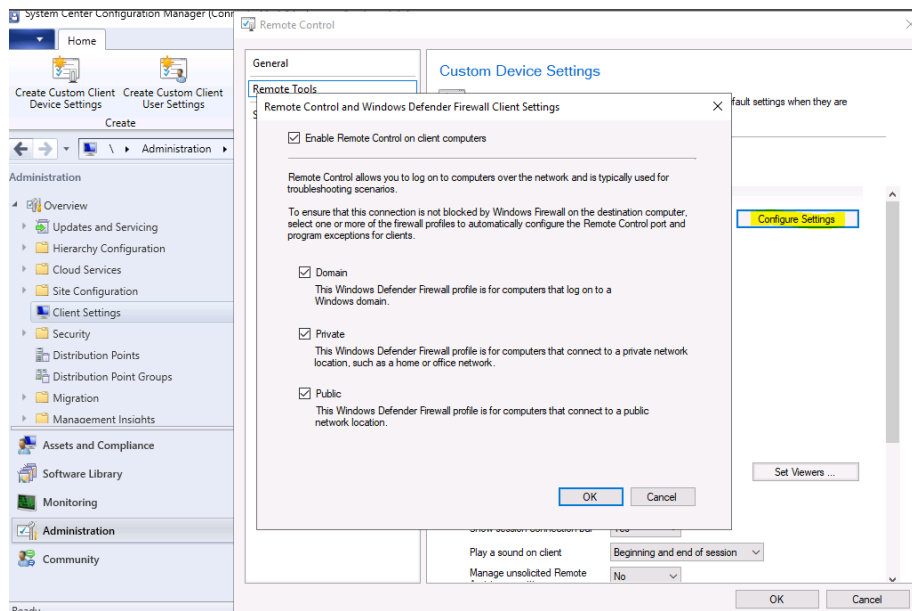 System Center Configuration Manager (Conn
Remote Control
Home
Create Custom Client
Device Settings
Create Custom Client
User Settings
Create
\ Administration
Administration
Overview
Updates and Servicing
Hierarchy Configuration
Cloud Services
Site Configuration
Client Settings
Security
Distribution Points
Distribution Point Groups
Migration
Management Insights
Assets and Compliance
Software Library
Monitoring
Administration
Community
Ready
General
Remote Tools
Custom Device Settings
fault settings when they are
Configure Settings
Remote Control and Windows Defender Firewall Client Settings
Enable Remote Control on client computers
Remote Control allows you to log on to computers over the network and is typically used for
troubleshooting scenarios.
To ensure that this connection is not blocked by Windows Firewall on the destination computer,
select one or more of the firewall profiles to automatically configure the Remote Control port and
program exceptions for clients.
Domain
This Windows Defender Firewall profile is for computers that log on to a
Windows domain.
Private
This Windows Defender Firewall profile is for computers that connect to a private network
location, such as a home or office network.
Public
This Windows Defender Firewall profile is for computers that connect to a public
network location.
OK
Cancel
Set Viewers ...
Show session connection bar
Yes
Play a sound on client
Beginning and end of session
Manage unsolicited Remote
No
OK
Cancel